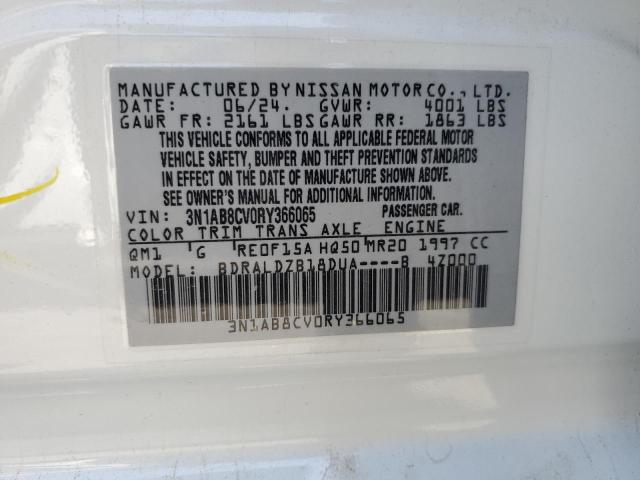 MANUFACTURED BY NISSAN MOTOR CO., LTD.
DATE: 06/24. GVWR: 4001 LBS
GAWR FR: 2161 LBS GAWR RR: 1863 LBS
THIS VEHICLE CONFORMS TO ALL APPLICABLE FEDERAL MOTOR
VEHICLE SAFETY, BUMPER AND THEFT PREVENTION STANDARDS
IN EFFECT ON THE DATE OF MANUFACTURE SHOWN ABOVE.
SEE OWNER'S MANUAL FOR ADDITIONAL INFORMATION.
VIN: 3N1AB8CV0RY366065 PASSENGER CAR.
COLOR TRIM TRANS AXLE ENGINE
QM1 G RE0F15A HQ50 MR20 1997 CC
MODEL: BDRALDZB18DUA----B 4Z000
3N1AB8CV0RY366065